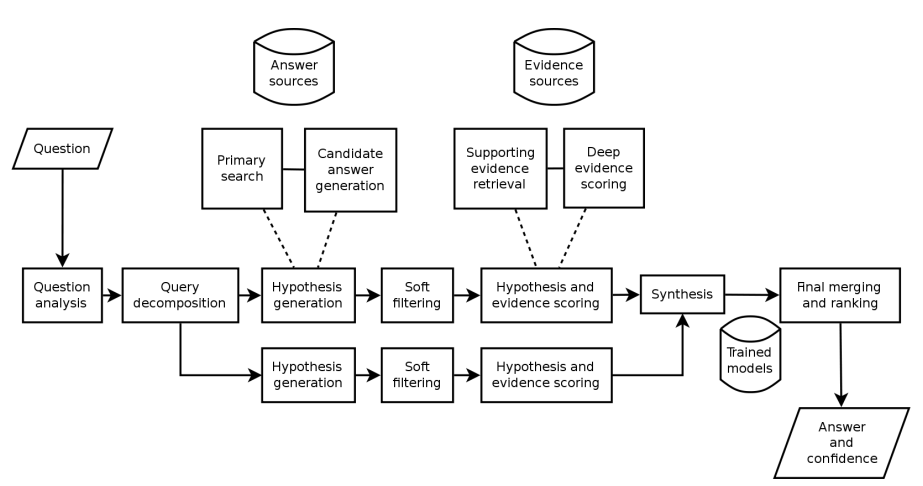 Answer
sources
Evidence
sources
Question
Primary
search
Candidate
answer
generation
Supporting
evidence
retrieval
Deep
evidence
scoring
Question
analysis
Query
decomposition
Hypothesis
generation
Soft
filtering
Hypothesis and
evidence scoring
Synthesis
Final merging
and ranking
Trained
models
Hypothesis
generation
Soft
filtering
Hypothesis and
evidence scoring
Answer
and
confidence